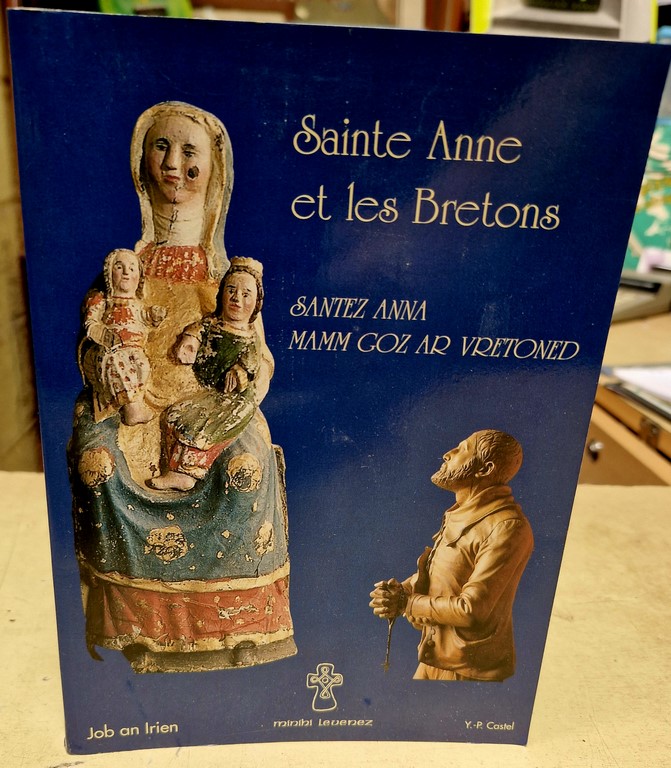 Sainte Anne
et les Bretons
SANTEZ ANNA
MAMM GOZ AR VRETONED
Job an Irien
minihi Levenez
Y.-P. Castel